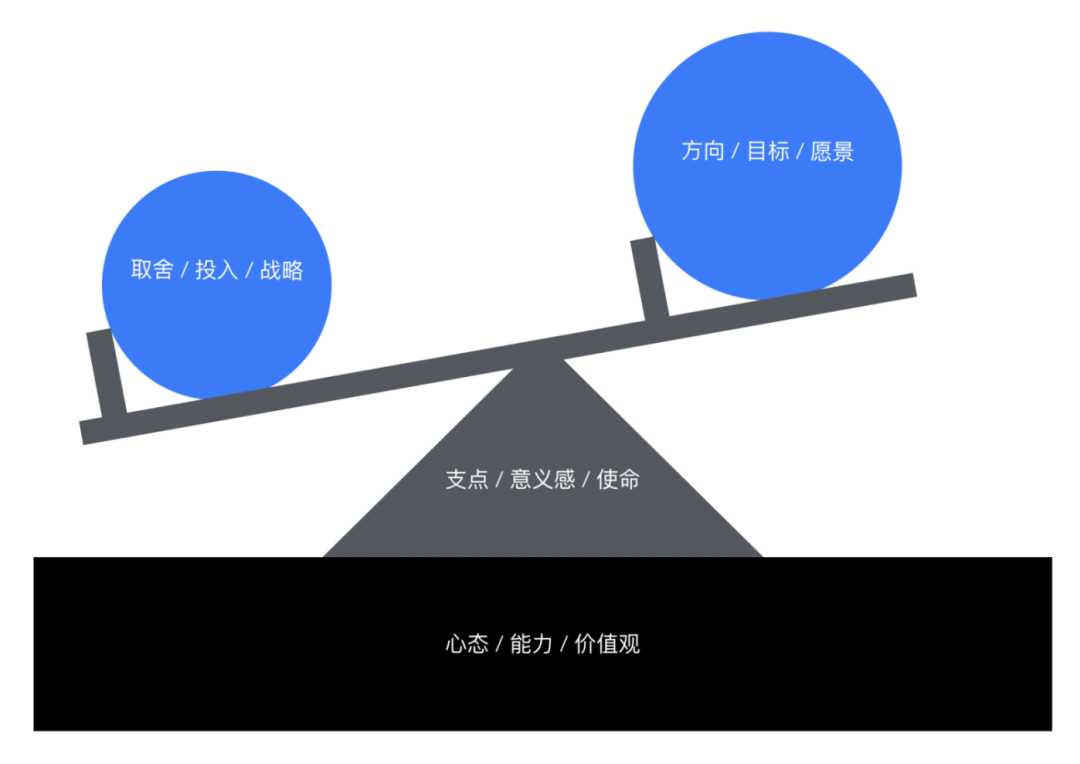 方向 / 目标 / 愿景
取舍 / 投入 / 战略
支点 / 意义感 / 使命
心态 / 能力 / 价值观